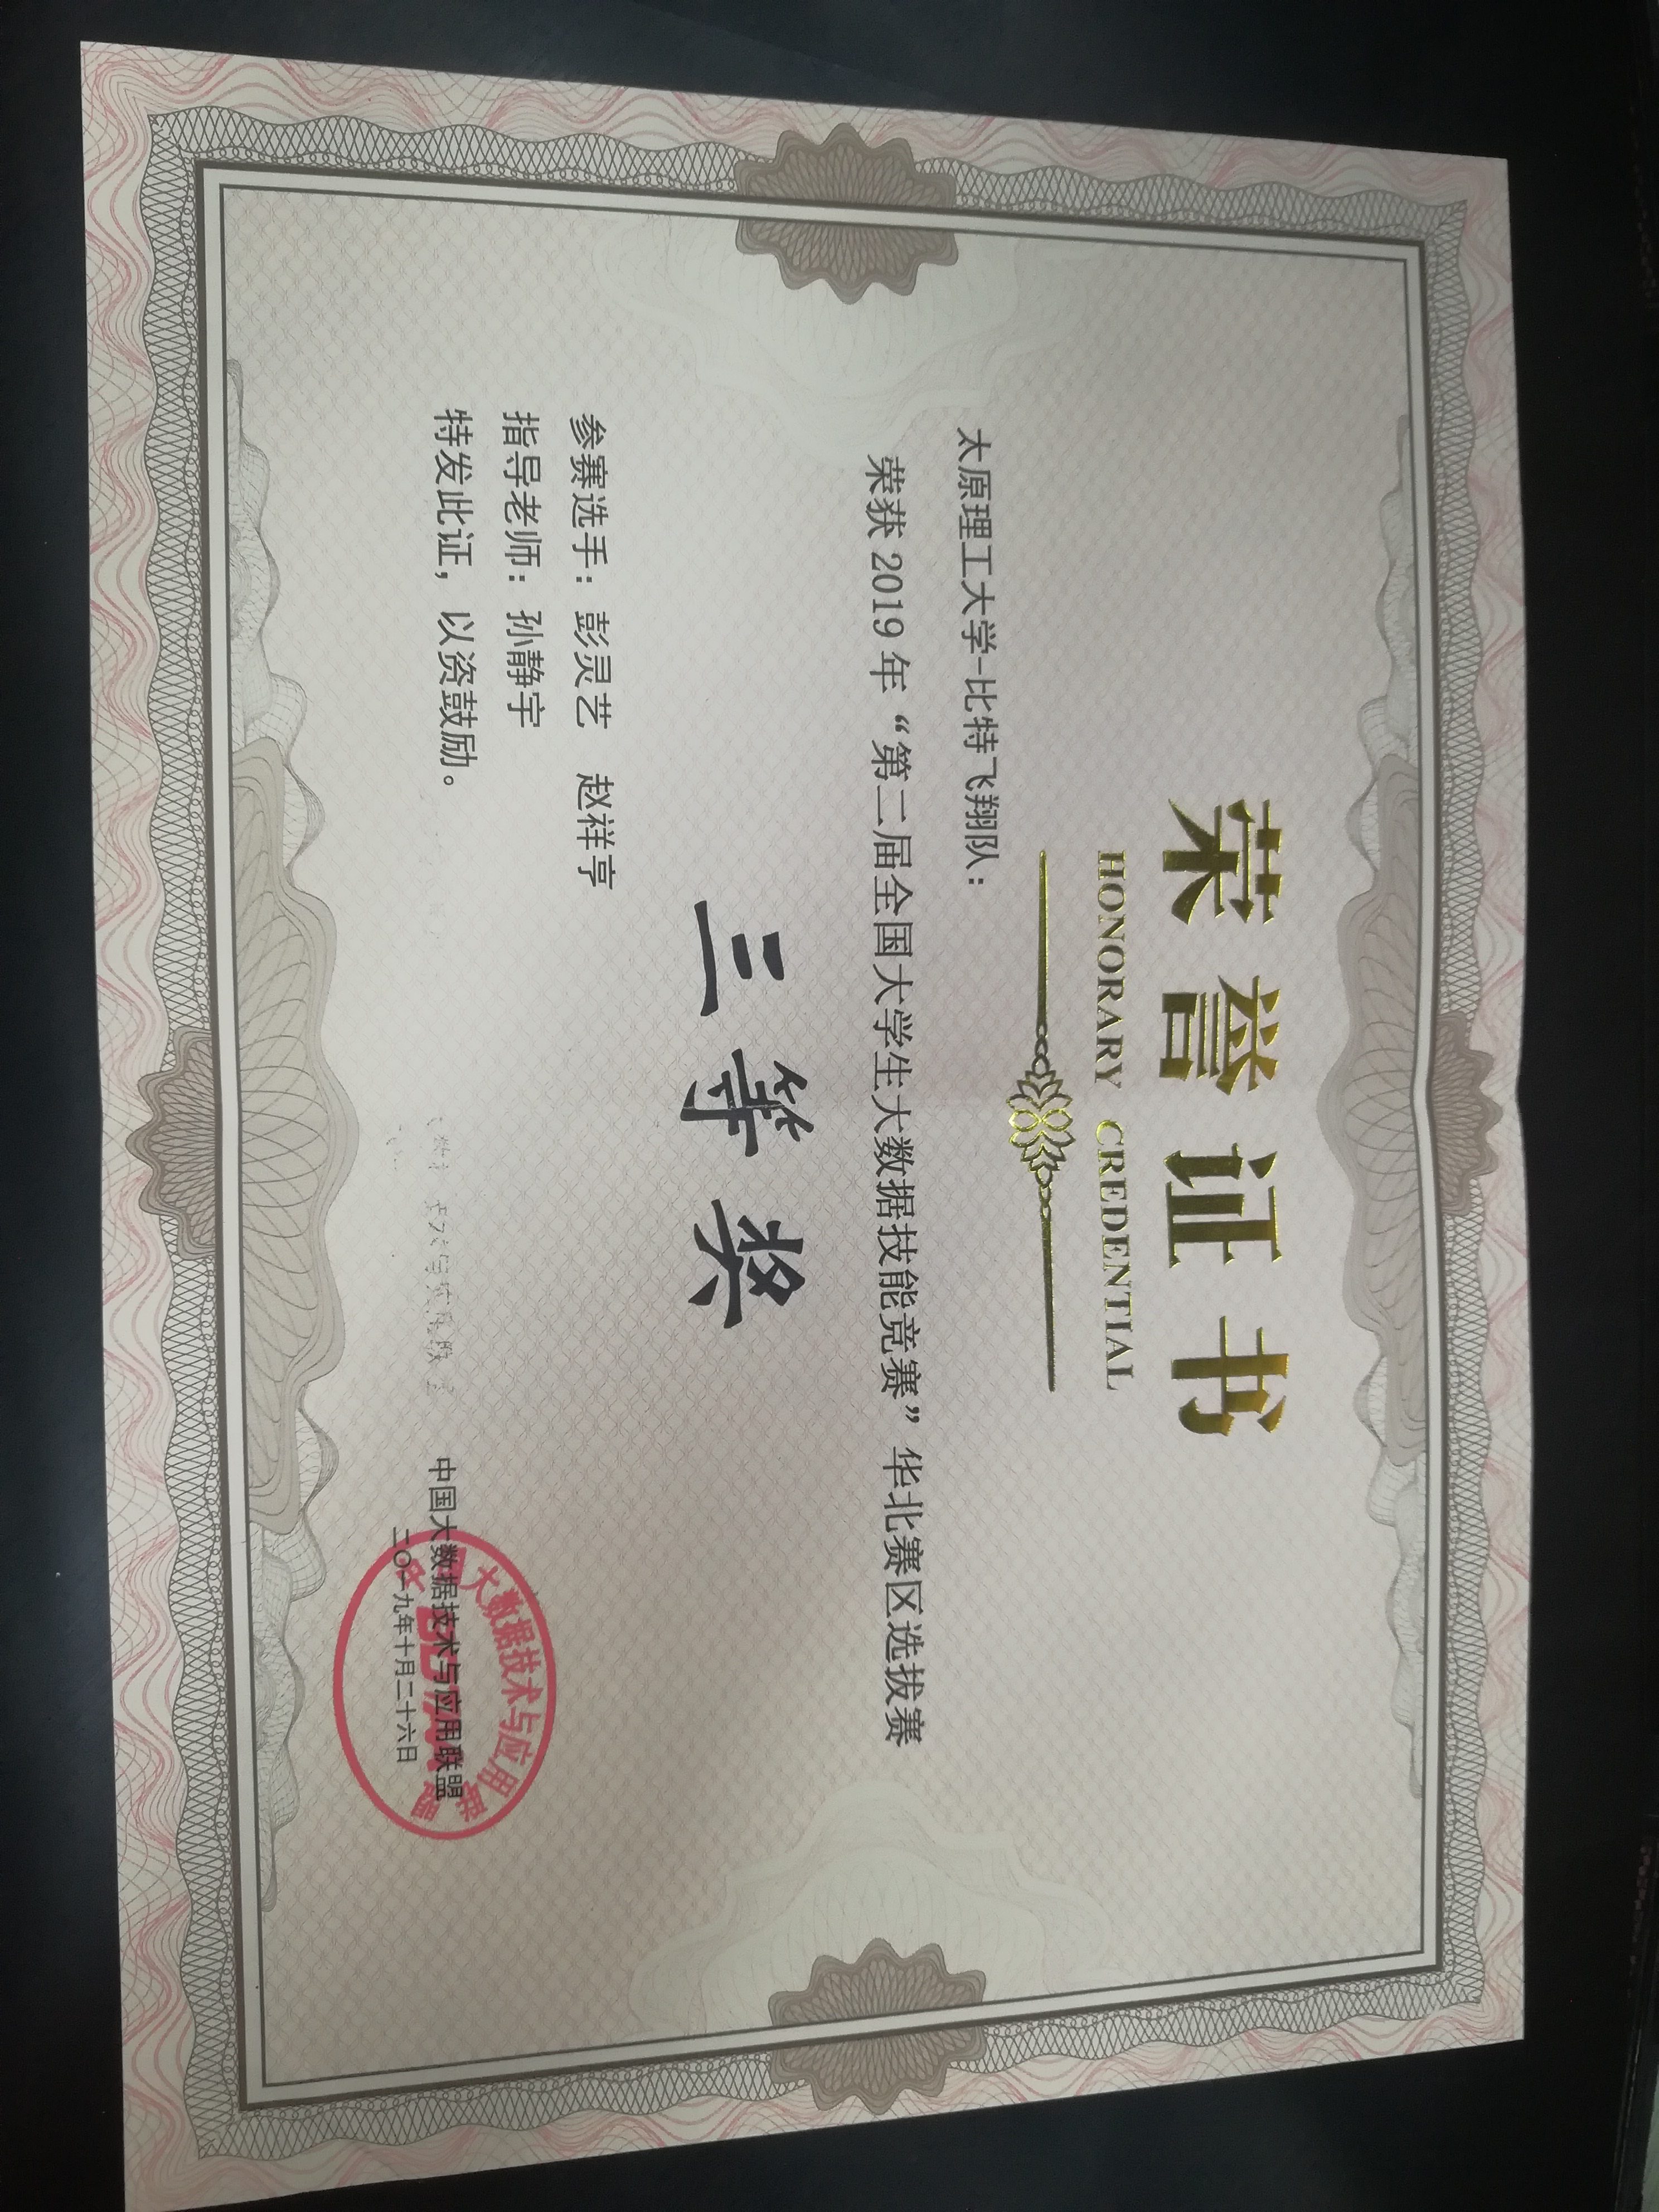 荣誉证书
HONORARY CREDENTIAL
太原理工大学-比特飞翔队：
荣获 2019 年“第二届全国大学生大数据技能竞赛”华北赛区选拔赛
三等奖
参赛选手：彭灵艺 赵祥亨
指导老师：孙静宇
特发此证，以资鼓励。
中国大数据技术与应用联盟
二〇一九年十月二十六日
大数据技术与应用联盟